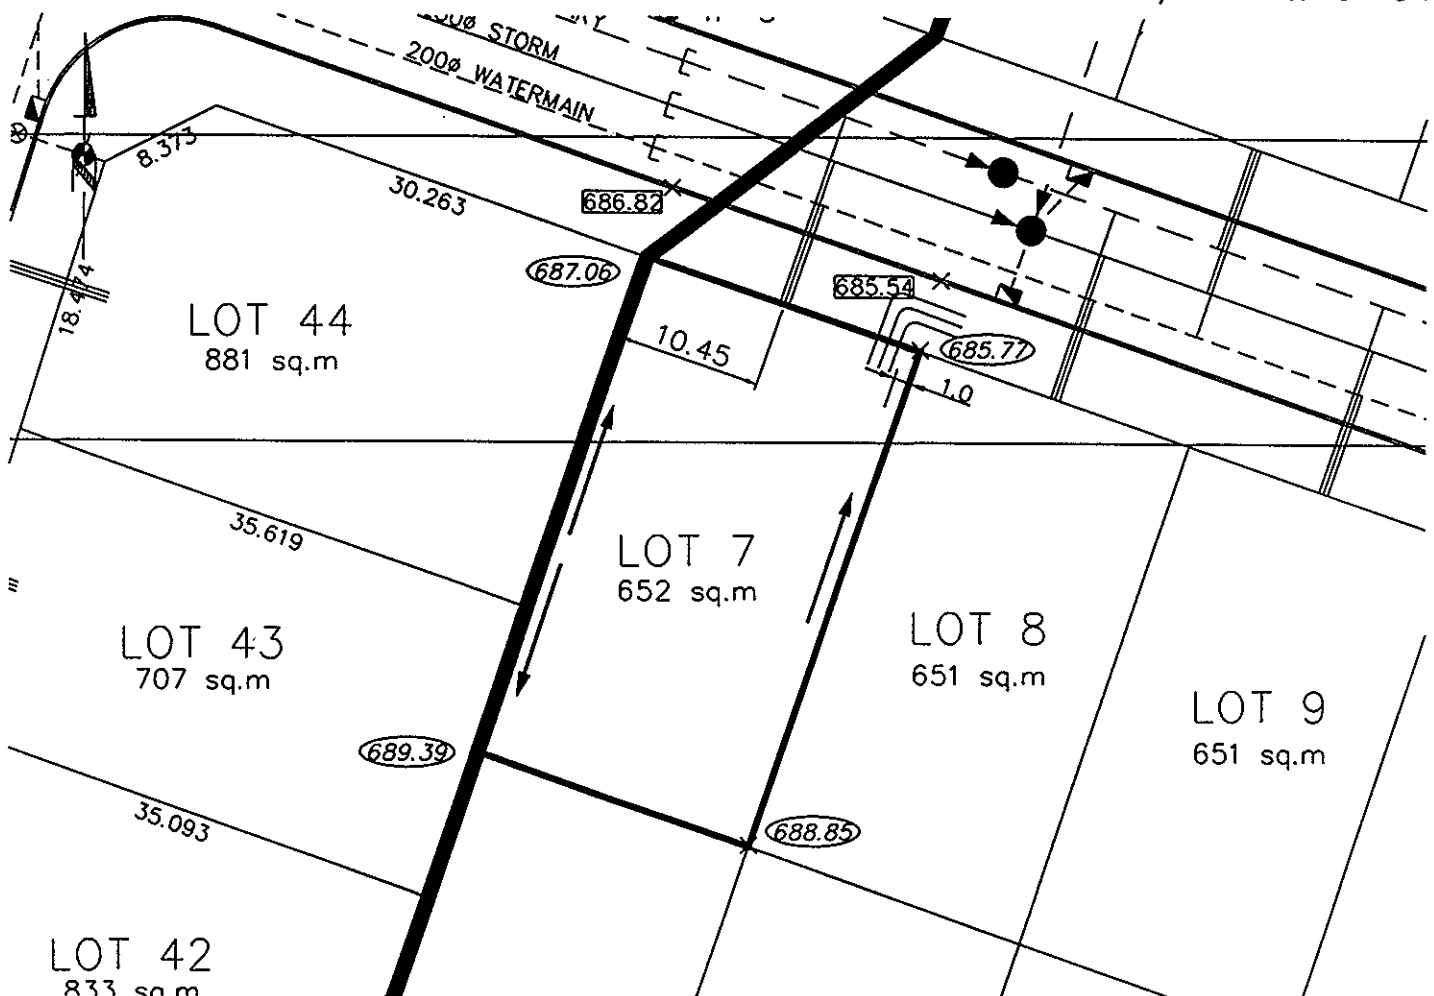 STORM
200ø WATERMAIN
8.373
30.263
686.82
687.06
18.474
LOT 44
881 sq.m
685.54
685.77
10.45
1.0
35.619
LOT 7
652 sq.m
LOT 43
707 sq.m
LOT 8
651 sq.m
LOT 9
651 sq.m
689.39
35.093
688.85
LOT 42
833 sq.m